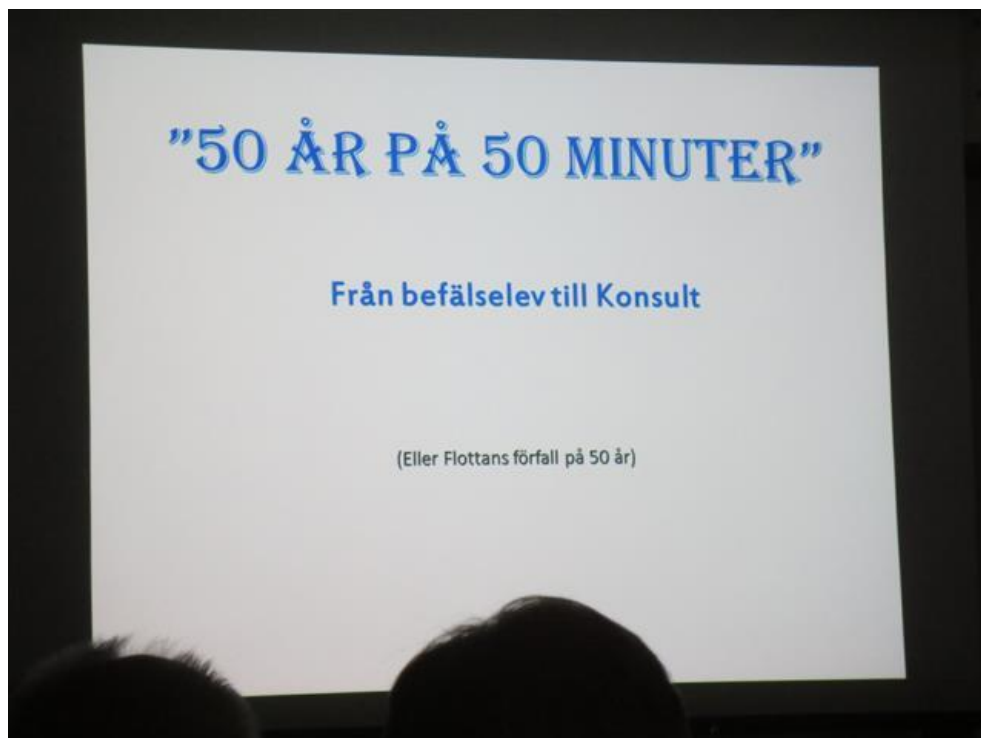 ”50 ÅR PÅ 50 MINUTER”
Från befälselev till Konsult
(Eller Flottans förfall på 50 år)